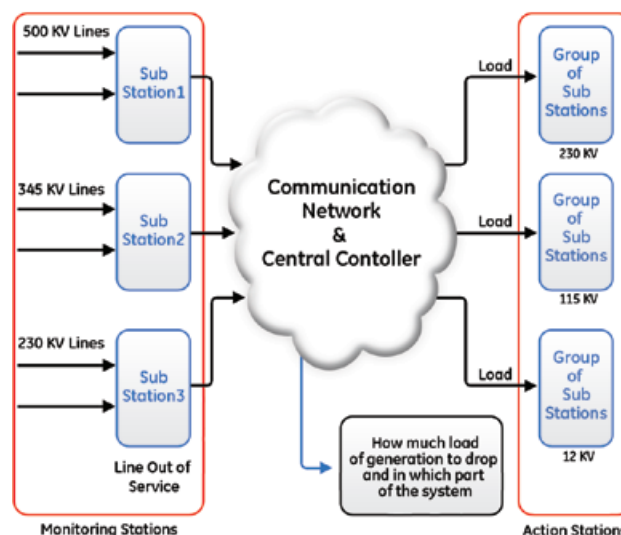 500 KV Lines
Sub
Station1
345 KV Lines
Sub
Station2
230 KV Lines
Sub
Station3
Line Out of
Service
Monitoring Stations
Communication
Network
&
Central Contoller
How much load
of generation to drop
and in which part
of the system
Load
Group
of
Sub
Stations
230 KV
Load
Group
of
Sub
Stations
115 KV
Load
Group
of
Sub
Stations
12 KV
Action Station